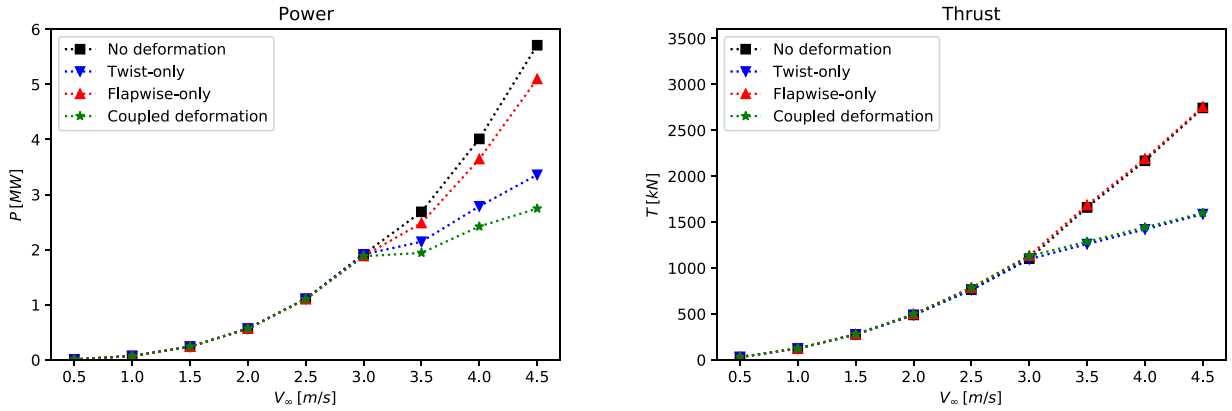 Power
6
5
4
3
2
1
0
P [MW]
No deformation
Twist-only
Flapwise-only
Coupled deformation
0.5 1.0 1.5 2.0 2.5 3.0 3.5 4.0 4.5
V∞ [m/s]
Thrust
3500
3000
2500
2000
1500
1000
500
0
T [kN]
No deformation
Twist-only
Flapwise-only
Coupled deformation
0.5 1.0 1.5 2.0 2.5 3.0 3.5 4.0 4.5
V∞ [m/s]